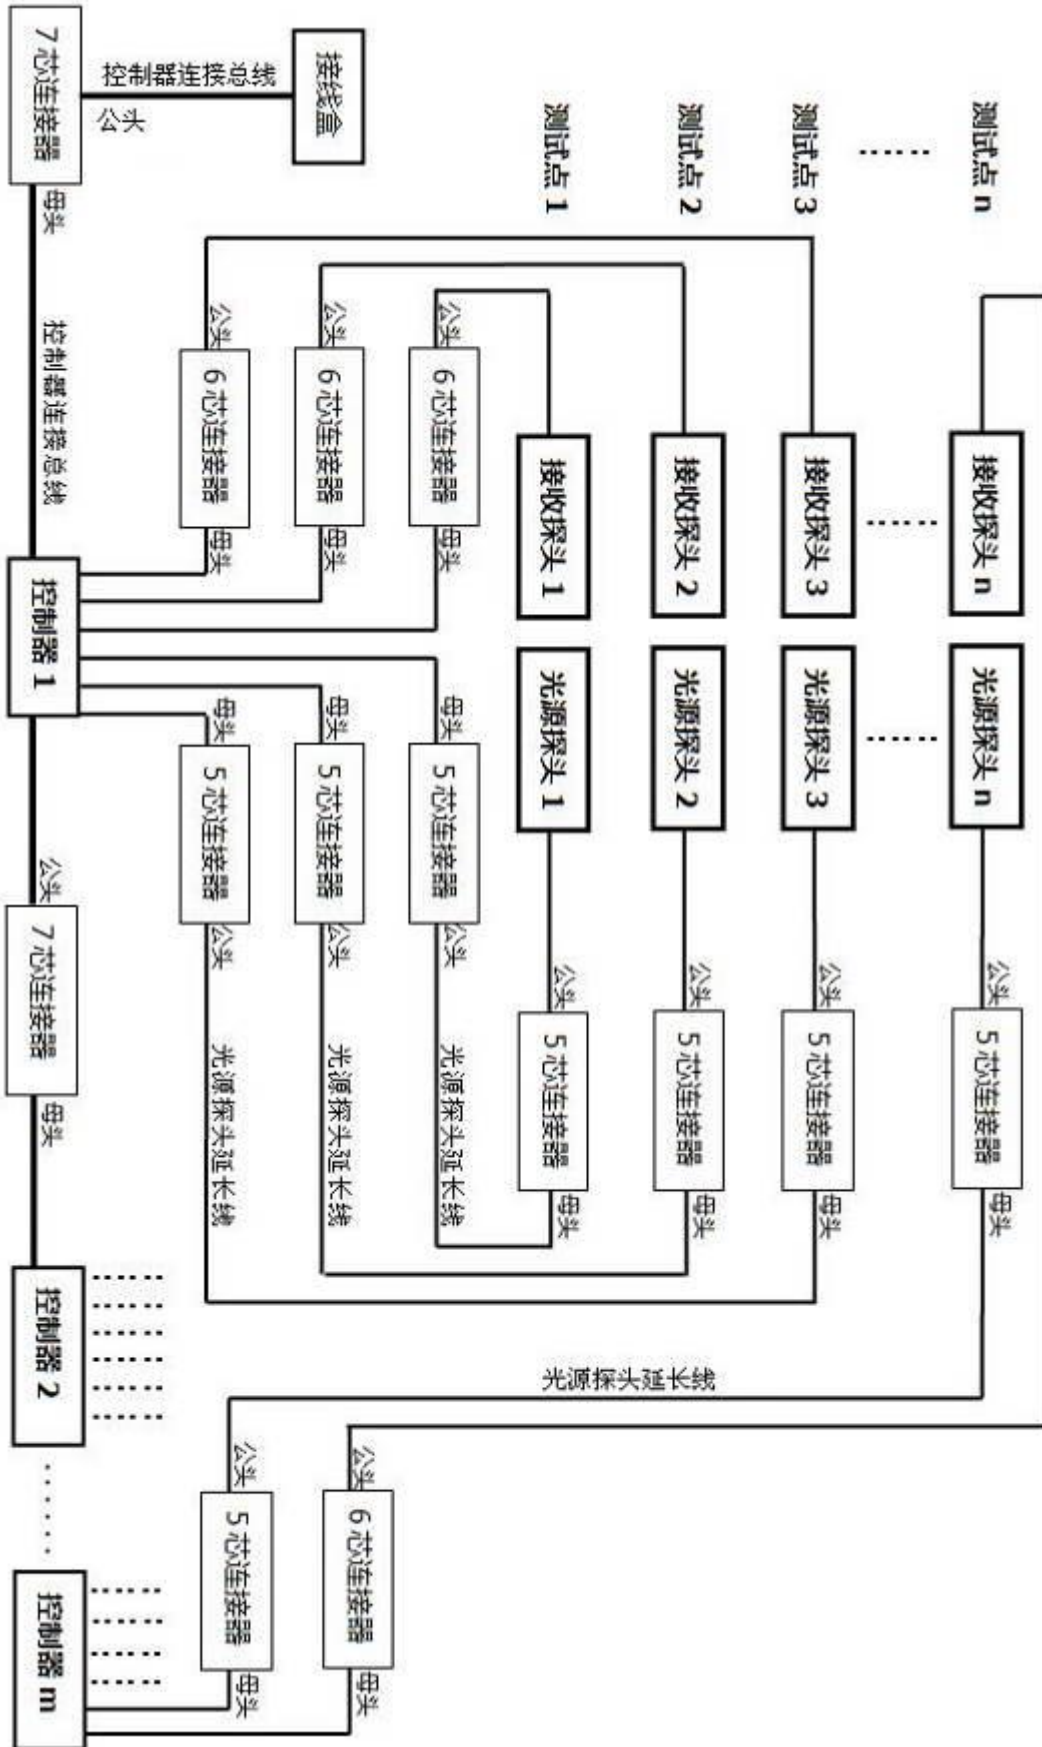 接线盒
控制器连接总线
公头
7芯连接器
母头
控制器连接总线
控制器 1
公头
7芯连接器
母头
控制器 2
......
控制器 m
测试点 1
测试点 2
测试点 3
......
测试点 n
公头
公头
公头
6芯连接器
6芯连接器
6芯连接器
母头
母头
母头
接收探头 1
接收探头 2
接收探头 3
......
接收探头 n
光源探头 1
光源探头 2
光源探头 3
......
光源探头 n
母头
母头
母头
5芯连接器
5芯连接器
5芯连接器
公头
公头
公头
光源探头延长线
光源探头延长线
光源探头延长线
公头
公头
公头
公头
5芯连接器
5芯连接器
5芯连接器
5芯连接器
母头
母头
母头
母头
光源探头延长线
公头
公头
5芯连接器
6芯连接器
母头
母头